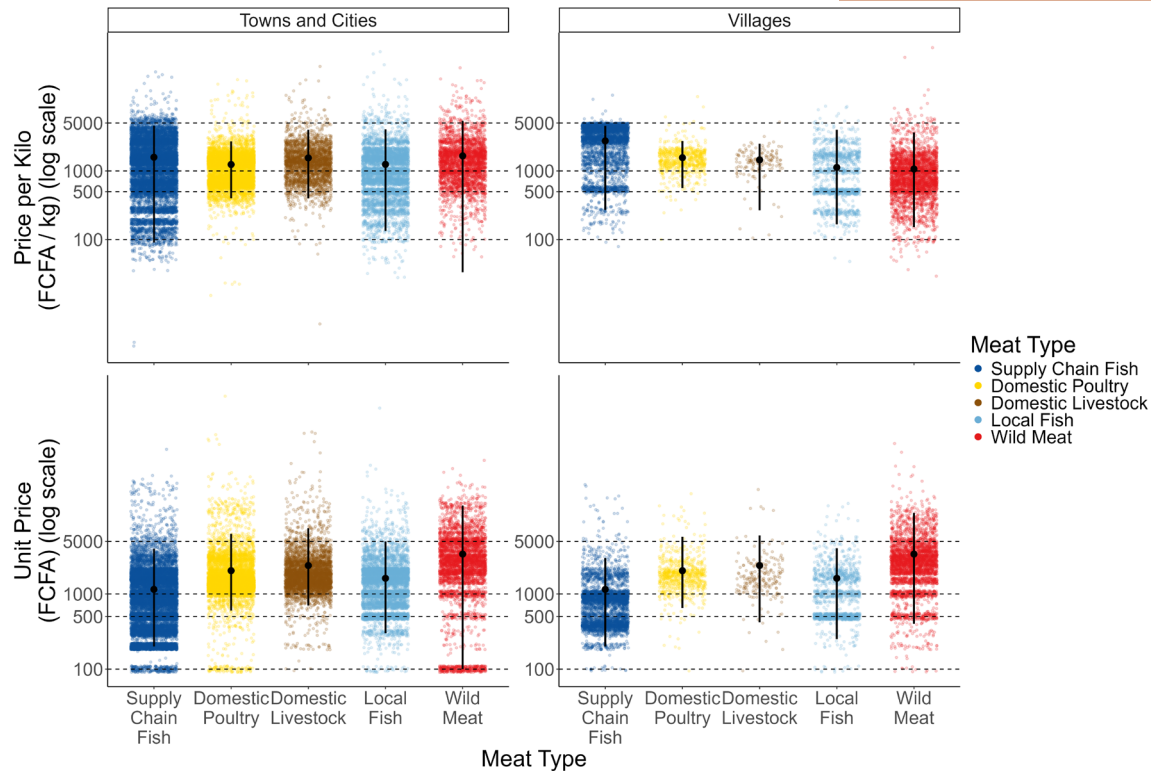 Towns and Cities
Villages
Price per Kilo
(FCFA / kg) (log scale)
5000
1000
500
100
5000
1000
500
100
Unit Price
(FCFA) (log scale)
5000
1000
500
100
5000
1000
500
100
Supply
Chain
Fish
Domestic
Poultry
Domestic
Livestock
Local
Fish
Wild
Meat
Supply
Chain
Fish
Domestic
Poultry
Domestic
Livestock
Local
Fish
Wild
Meat
Meat Type
Meat Type
Supply Chain Fish
Domestic Poultry
Domestic Livestock
Local Fish
Wild Meat